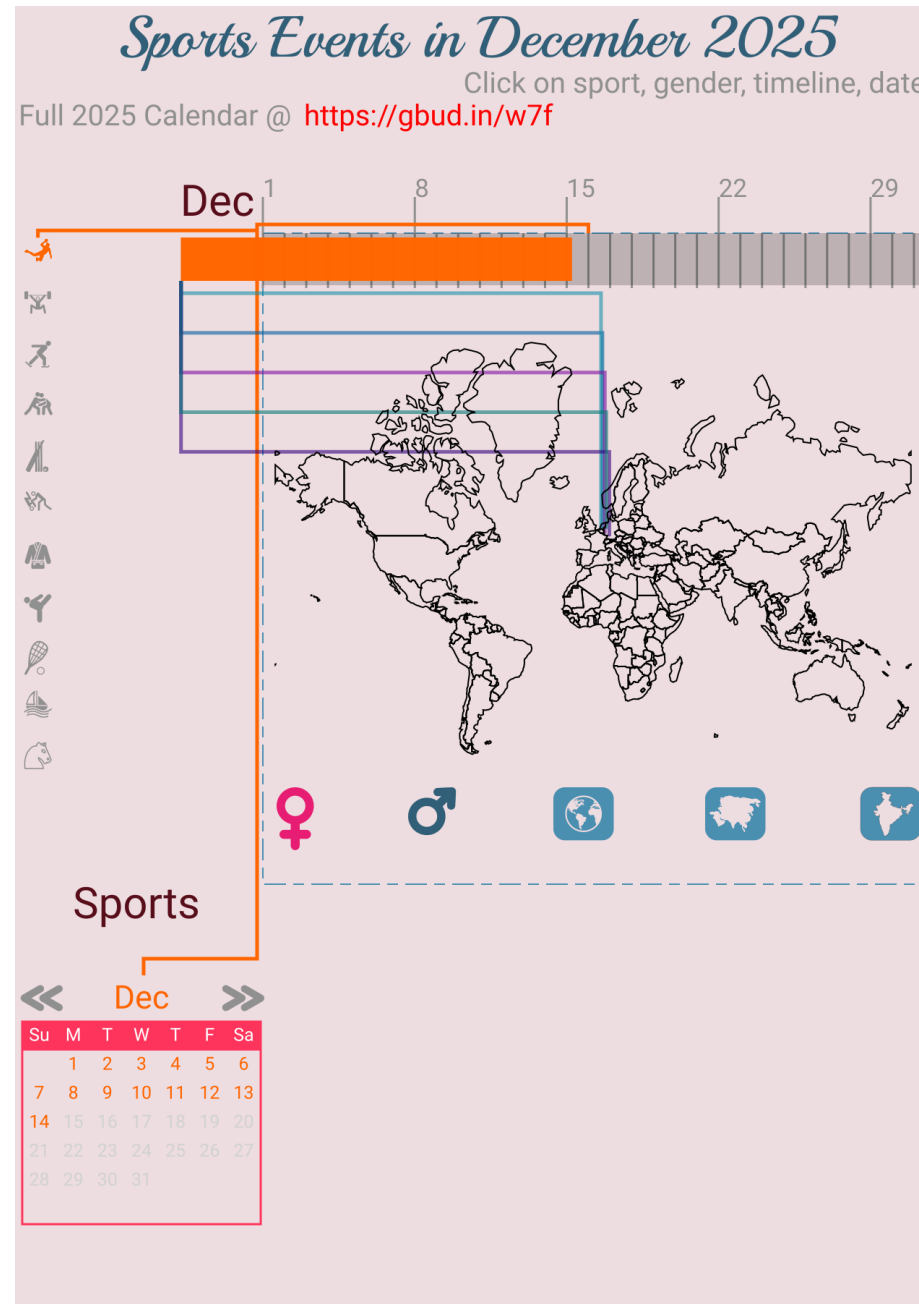 Sports Events in December 2025
Click on sport, gender, timeline, date
Full 2025 Calendar @ https://gbud.in/w7f
Dec 1 8 15 22 29
Sports
Dec
Su M T W T F Sa
1 2 3 4 5 6
7 8 9 10 11 12 13
14 15 16 17 18 19 20
21 22 23 24 25 26 27
28 29 30 31